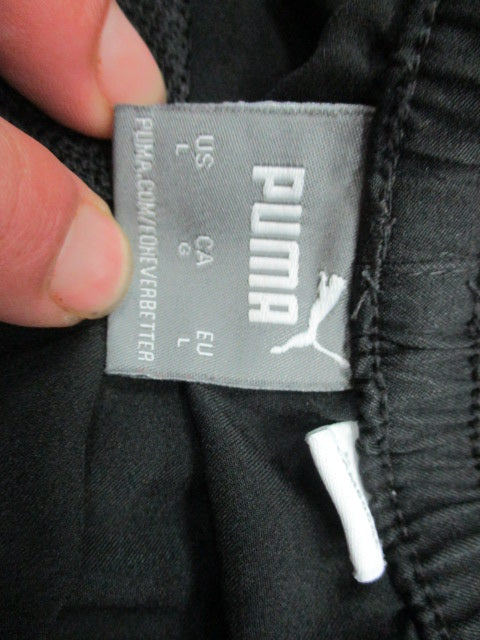 PUMA
US CA EU
L G L
PUMA.COM/FOREVERBETTER